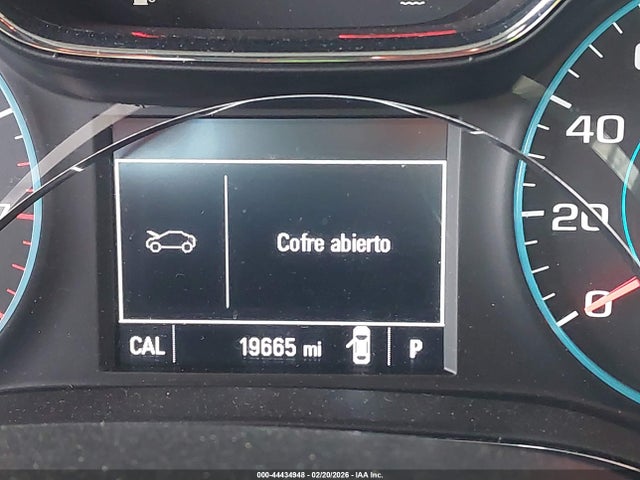 40
Cofre abierto
20
0
CAL 19665 mi P
000-44434948 - 02/20/2026 - IAA Inc.